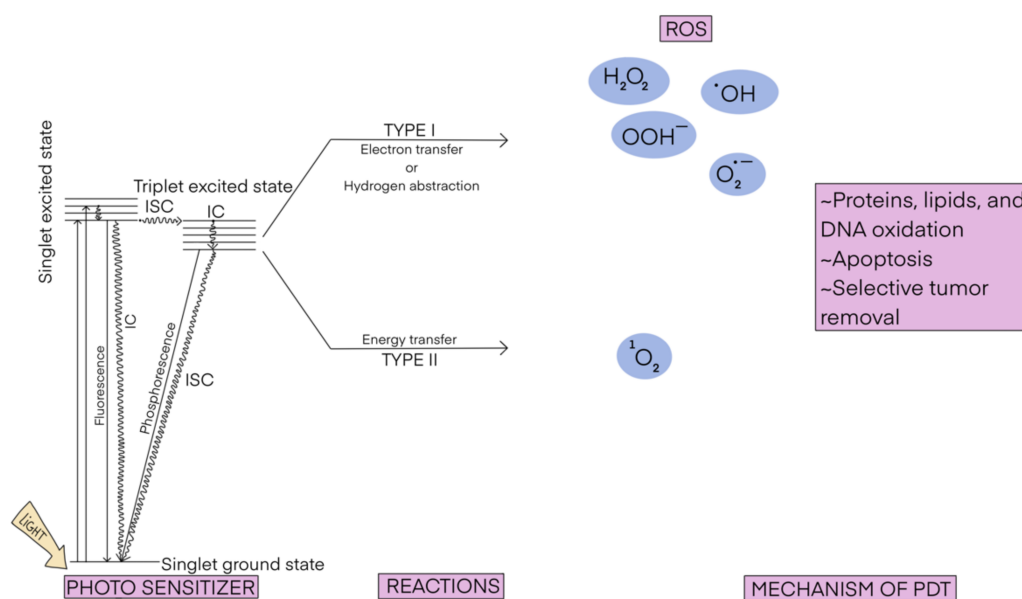 ROS
H₂O₂
•OH
OOH⁻
O₂•⁻
TYPE I
Electron transfer
or
Hydrogen abstraction
Singlet excited state
Triplet excited state
ISC
IC
~Proteins, lipids, and
DNA oxidation
~Apoptosis
~Selective tumor
removal
IC
Fluorescence
Phosphorescence
ISC
Energy transfer
TYPE II
¹O₂
LIGHT
Singlet ground state
PHOTO SENSITIZER
REACTIONS
MECHANISM OF PDT